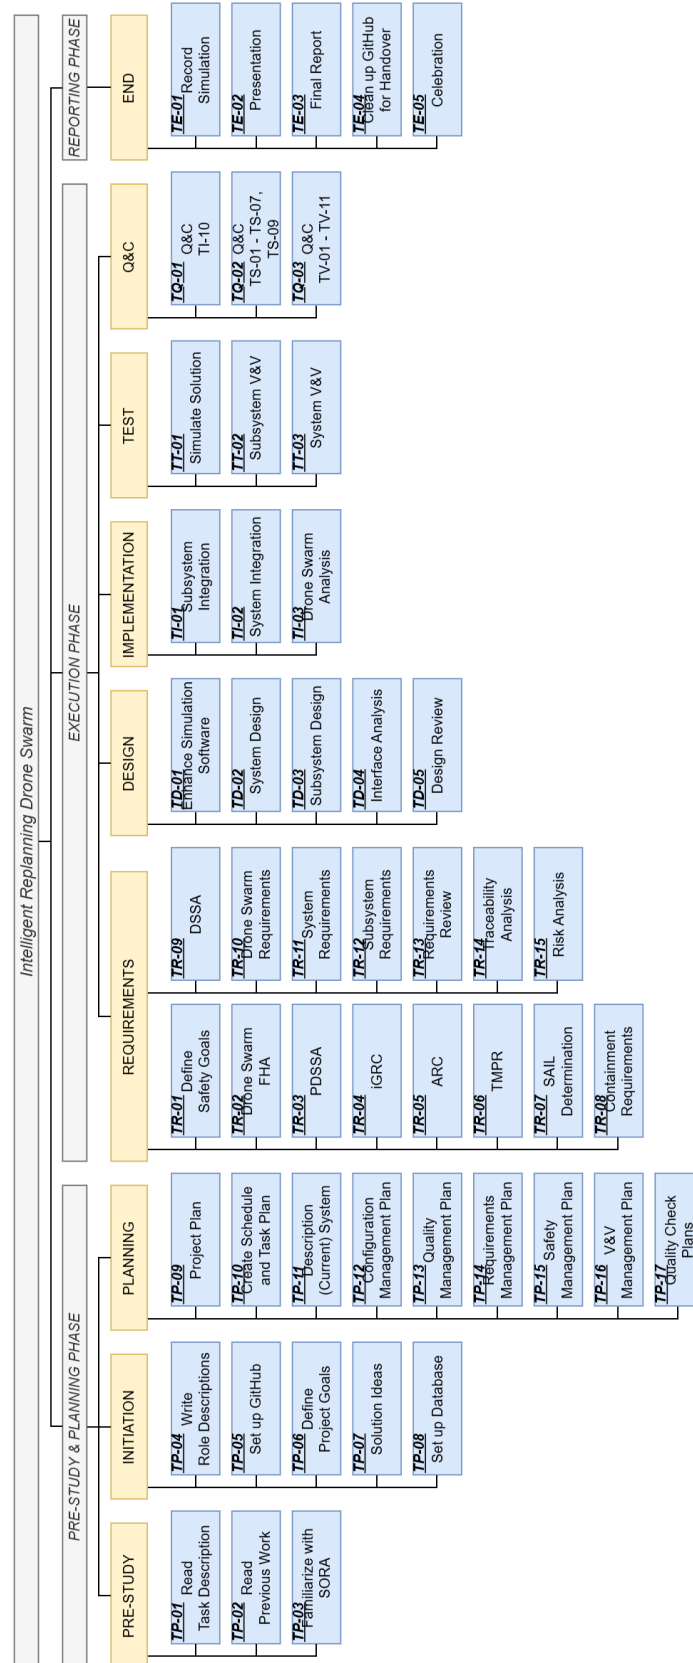 Intelligent Replanning Drone Swarm
PRE-STUDY & PLANNING PHASE
EXECUTION PHASE
REPORTING PHASE
PRE-STUDY
INITIATION
PLANNING
REQUIREMENTS
DESIGN
IMPLEMENTATION
TEST
Q&C
END
TP-01
Read
Task Description
TP-02
Read
Previous Work
TP-03
Familiarize with
SORA
TP-04
Write
Role Descriptions
TP-05
Set up GitHub
TP-06
Define
Project Goals
TP-07
Solution Ideas
TP-08
Set up Database
TP-09
Project Plan
TP-10
Create Schedule
and Task Plan
TP-11
Description
(Current) System
TP-12
Configuration
Management Plan
TP-13
Quality
Management Plan
TP-14
Requirements
Management Plan
TP-15
Safety
Management Plan
TP-16
V&V
Management Plan
TP-17
Quality Check
Plans
TR-01
Define
Safety Goals
TR-02
Drone Swarm
FHA
TR-03
PDSSA
TR-04
iGRC
TR-05
ARC
TR-06
TMPR
TR-07
SAIL
Determination
TR-08
Containment
Requirements
TR-09
DSSA
TR-10
Drone Swarm
Requirements
TR-11
System
Requirements
TR-12
Subsystem
Requirements
TR-13
Requirements
Review
TR-14
Traceability
Analysis
TR-15
Risk Analysis
TD-01
Enhance Simulation
Software
TD-02
System Design
TD-03
Subsystem Design
TD-04
Interface Analysis
TD-05
Design Review
TI-01
Subsystem
Integration
TI-02
System Integration
TI-03
Drone Swarm
Analysis
TT-01
Simulate Solution
TT-02
Subsystem V&V
TT-03
System V&V
TQ-01
Q&C
TI-10
TQ-02
Q&C
TS-01 - TS-07,
TS-09
TQ-03
Q&C
TV-01 - TV-11
TE-01
Record
Simulation
TE-02
Presentation
TE-03
Final Report
TE-04
Clean up GitHub
for Handover
TE-05
Celebration